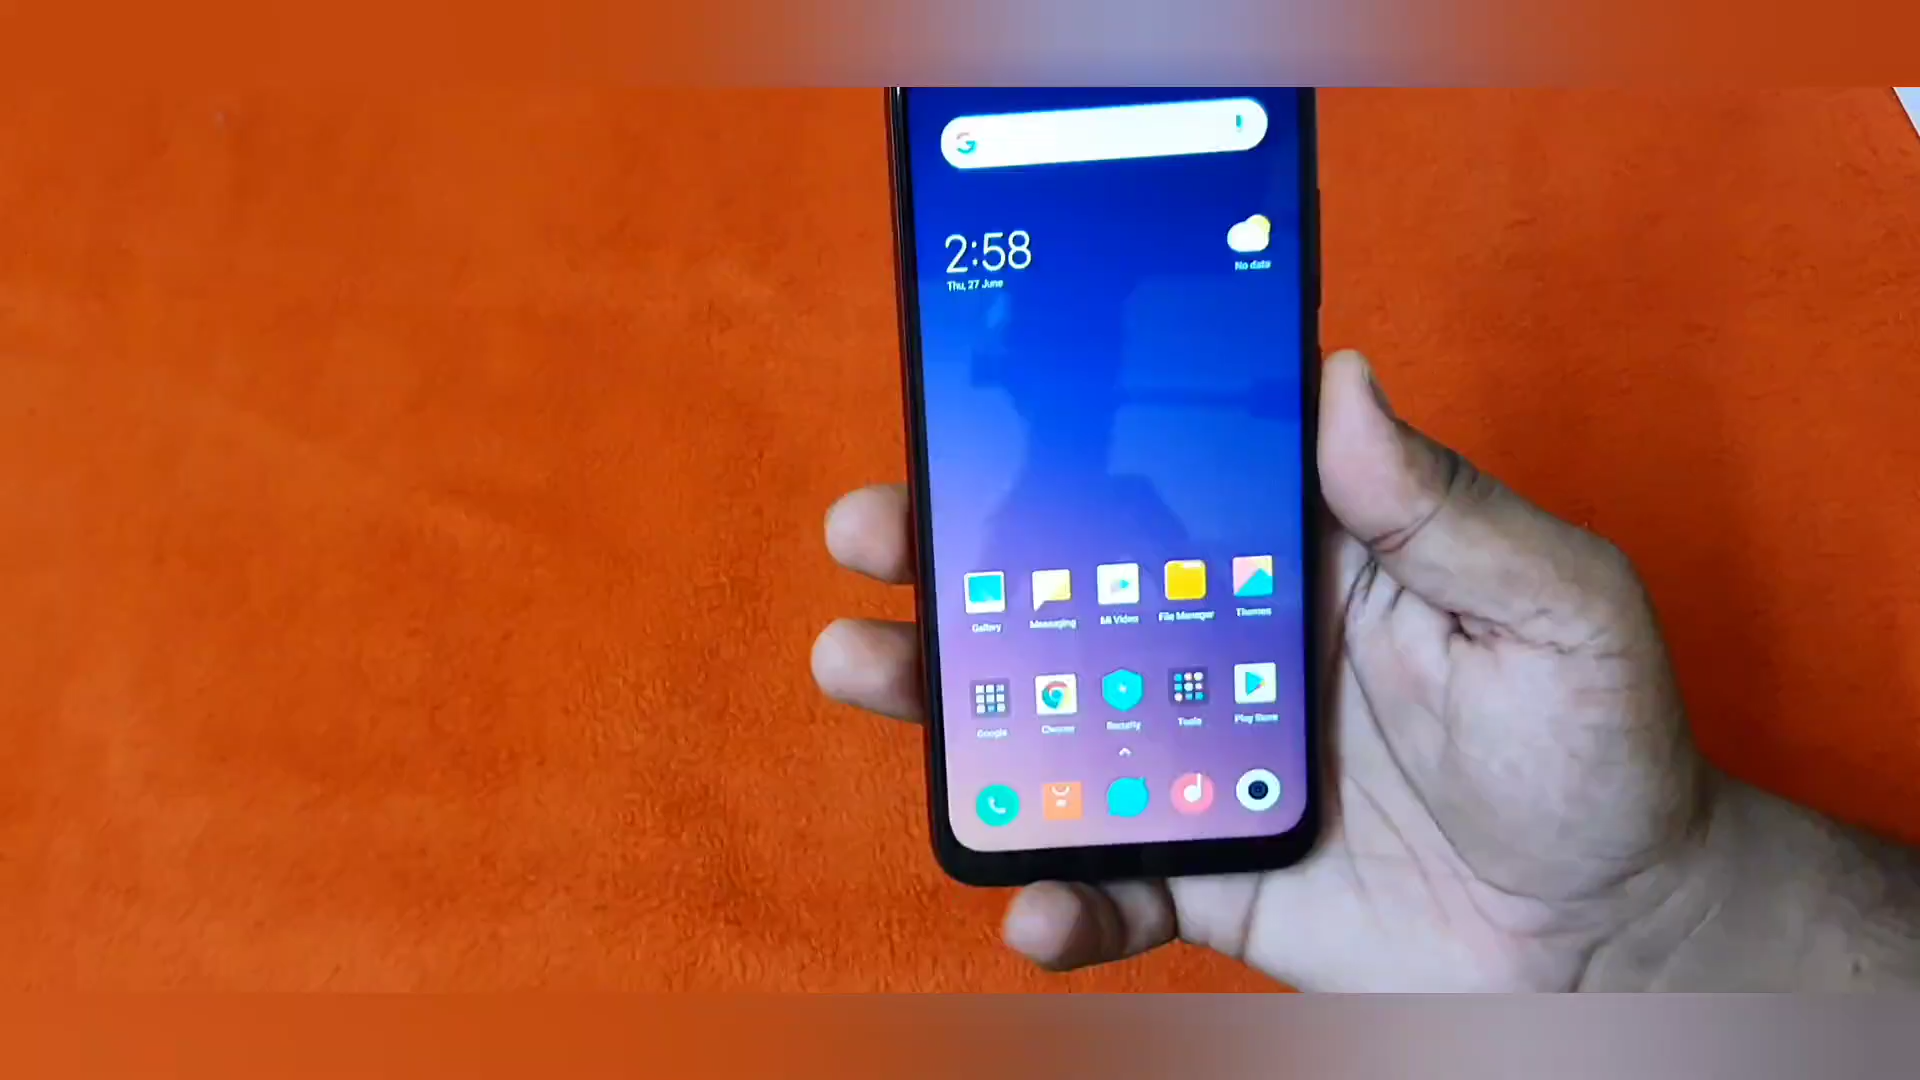 2:58
Thu, 27 June
No data
Gallery Messaging Mi Video File Manager Themes
Google Chrome Security Tools Play Store